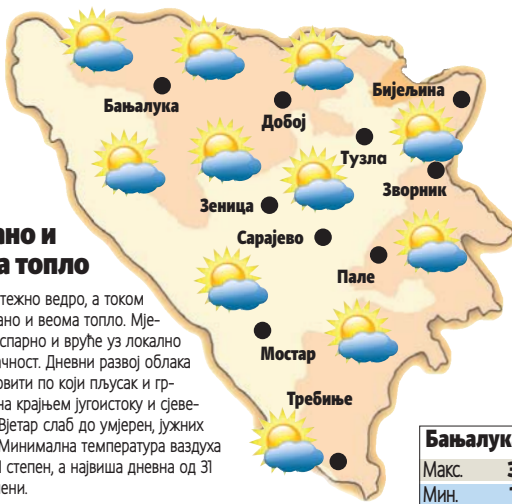 Бањалука
Добој
Бијељина
Тузла
Зворник
Зеница
Сарајево
Пале
Мостар
Требиње
ано и
а топло
тежно ведро, а током
ано и веома топло. Мје-
спарно и вруће уз локално
ачност. Дневни развој облака
овити по који пљусак и гр-
на крајњем југоистоку и сјеве-
Вјетар слаб до умјерен, јужних
Минимална температура ваздуха
степен, а највиша дневна од 31
ени.
Бањалук
Макс.
Мин.